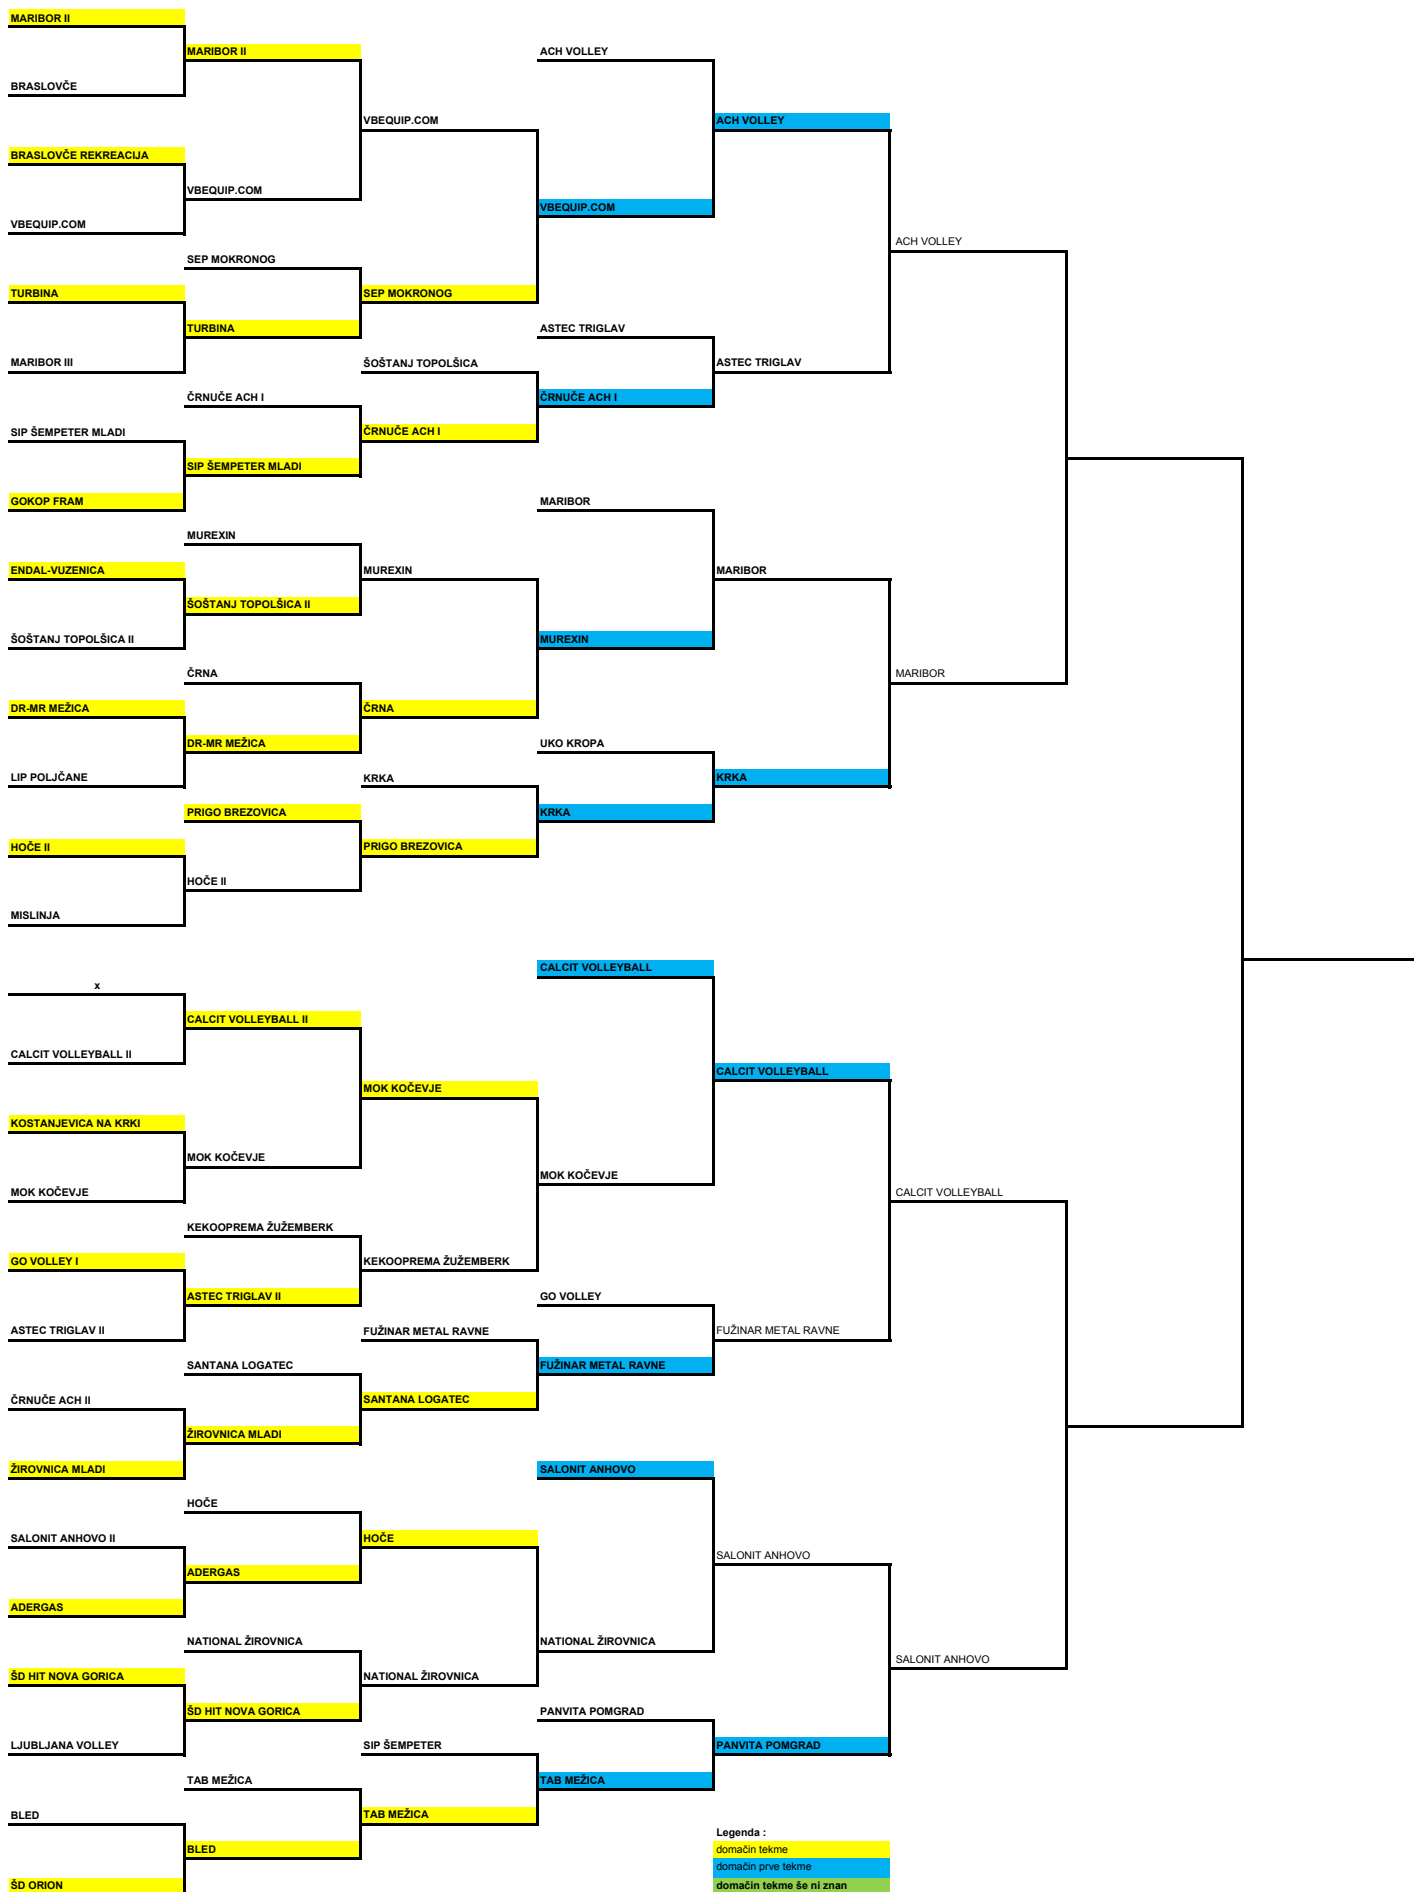 MARIBOR II
MARIBOR II
ACH VOLLEY
BRASLOVČE
VBEQUIP.COM
ACH VOLLEY
BRASLOVČE REKREACIJA
VBEQUIP.COM
VBEQUIP.COM
VBEQUIP.COM
ACH VOLLEY
SEP MOKRONOG
TURBINA
SEP MOKRONOG
TURBINA
ASTEC TRIGLAV
MARIBOR III
ŠOŠTANJ TOPOLŠICA
ASTEC TRIGLAV
ČRNUČE ACH I
ČRNUČE ACH I
SIP ŠEMPETER MLADI
ČRNUČE ACH I
SIP ŠEMPETER MLADI
GOKOP FRAM
MARIBOR
MUREXIN
ENDAL-VUZENICA
MUREXIN
MARIBOR
ŠOŠTANJ TOPOLŠICA II
ŠOŠTANJ TOPOLŠICA II
MUREXIN
ČRNA
MARIBOR
DR-MR MEŽICA
ČRNA
DR-MR MEŽICA
UKO KROPA
LIP POLJČANE
KRKA
KRKA
PRIGO BREZOVICA
KRKA
HOČE II
PRIGO BREZOVICA
HOČE II
MISLINJA
CALCIT VOLLEYBALL
x
CALCIT VOLLEYBALL II
CALCIT VOLLEYBALL II
CALCIT VOLLEYBALL
MOK KOČEVJE
KOSTANJEVICA NA KRKI
MOK KOČEVJE
MOK KOČEVJE
MOK KOČEVJE
CALCIT VOLLEYBALL
KEKOOPREMA ŽUŽEMBERK
GO VOLLEY I
KEKOOPREMA ŽUŽEMBERK
ASTEC TRIGLAV II
GO VOLLEY
ASTEC TRIGLAV II
FUŽINAR METAL RAVNE
FUŽINAR METAL RAVNE
SANTANA LOGATEC
FUŽINAR METAL RAVNE
ČRNUČE ACH II
SANTANA LOGATEC
ŽIROVNICA MLADI
ŽIROVNICA MLADI
SALONIT ANHOVO
HOČE
SALONIT ANHOVO II
HOČE
SALONIT ANHOVO
ADERGAS
ADERGAS
NATIONAL ŽIROVNICA
NATIONAL ŽIROVNICA
SALONIT ANHOVO
ŠD HIT NOVA GORICA
NATIONAL ŽIROVNICA
ŠD HIT NOVA GORICA
PANVITA POMGRAD
LJUBLJANA VOLLEY
SIP ŠEMPETER
PANVITA POMGRAD
TAB MEŽICA
TAB MEŽICA
BLED
TAB MEŽICA
Legenda :
BLED
domačin tekme
domačin prve tekme
ŠD ORION
domačin tekme še ni znan